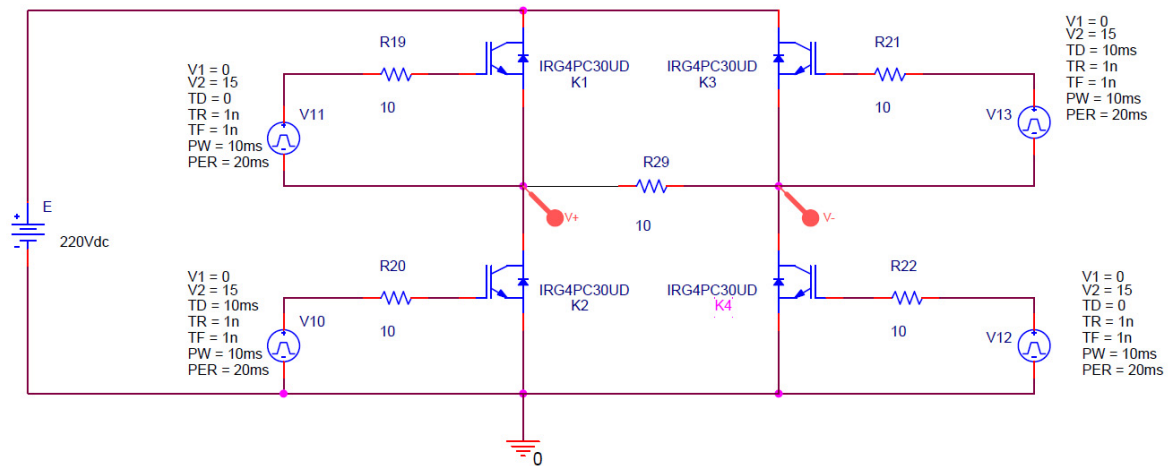 V1 = 0
V2 = 15
TD = 0
TR = 1n
TF = 1n
PW = 10ms
PER = 20ms
V11
R19
10
IRG4PC30UD
K1
IRG4PC30UD
K3
R21
10
V13
V1 = 0
V2 = 15
TD = 10ms
TR = 1n
TF = 1n
PW = 10ms
PER = 20ms
R29
10
V+
V-
E
220Vdc
V1 = 0
V2 = 15
TD = 10ms
TR = 1n
TF = 1n
PW = 10ms
PER = 20ms
V10
R20
10
IRG4PC30UD
K2
IRG4PC30UD
K4
R22
10
V12
V1 = 0
V2 = 15
TD = 0
TR = 1n
TF = 1n
PW = 10ms
PER = 20ms
0